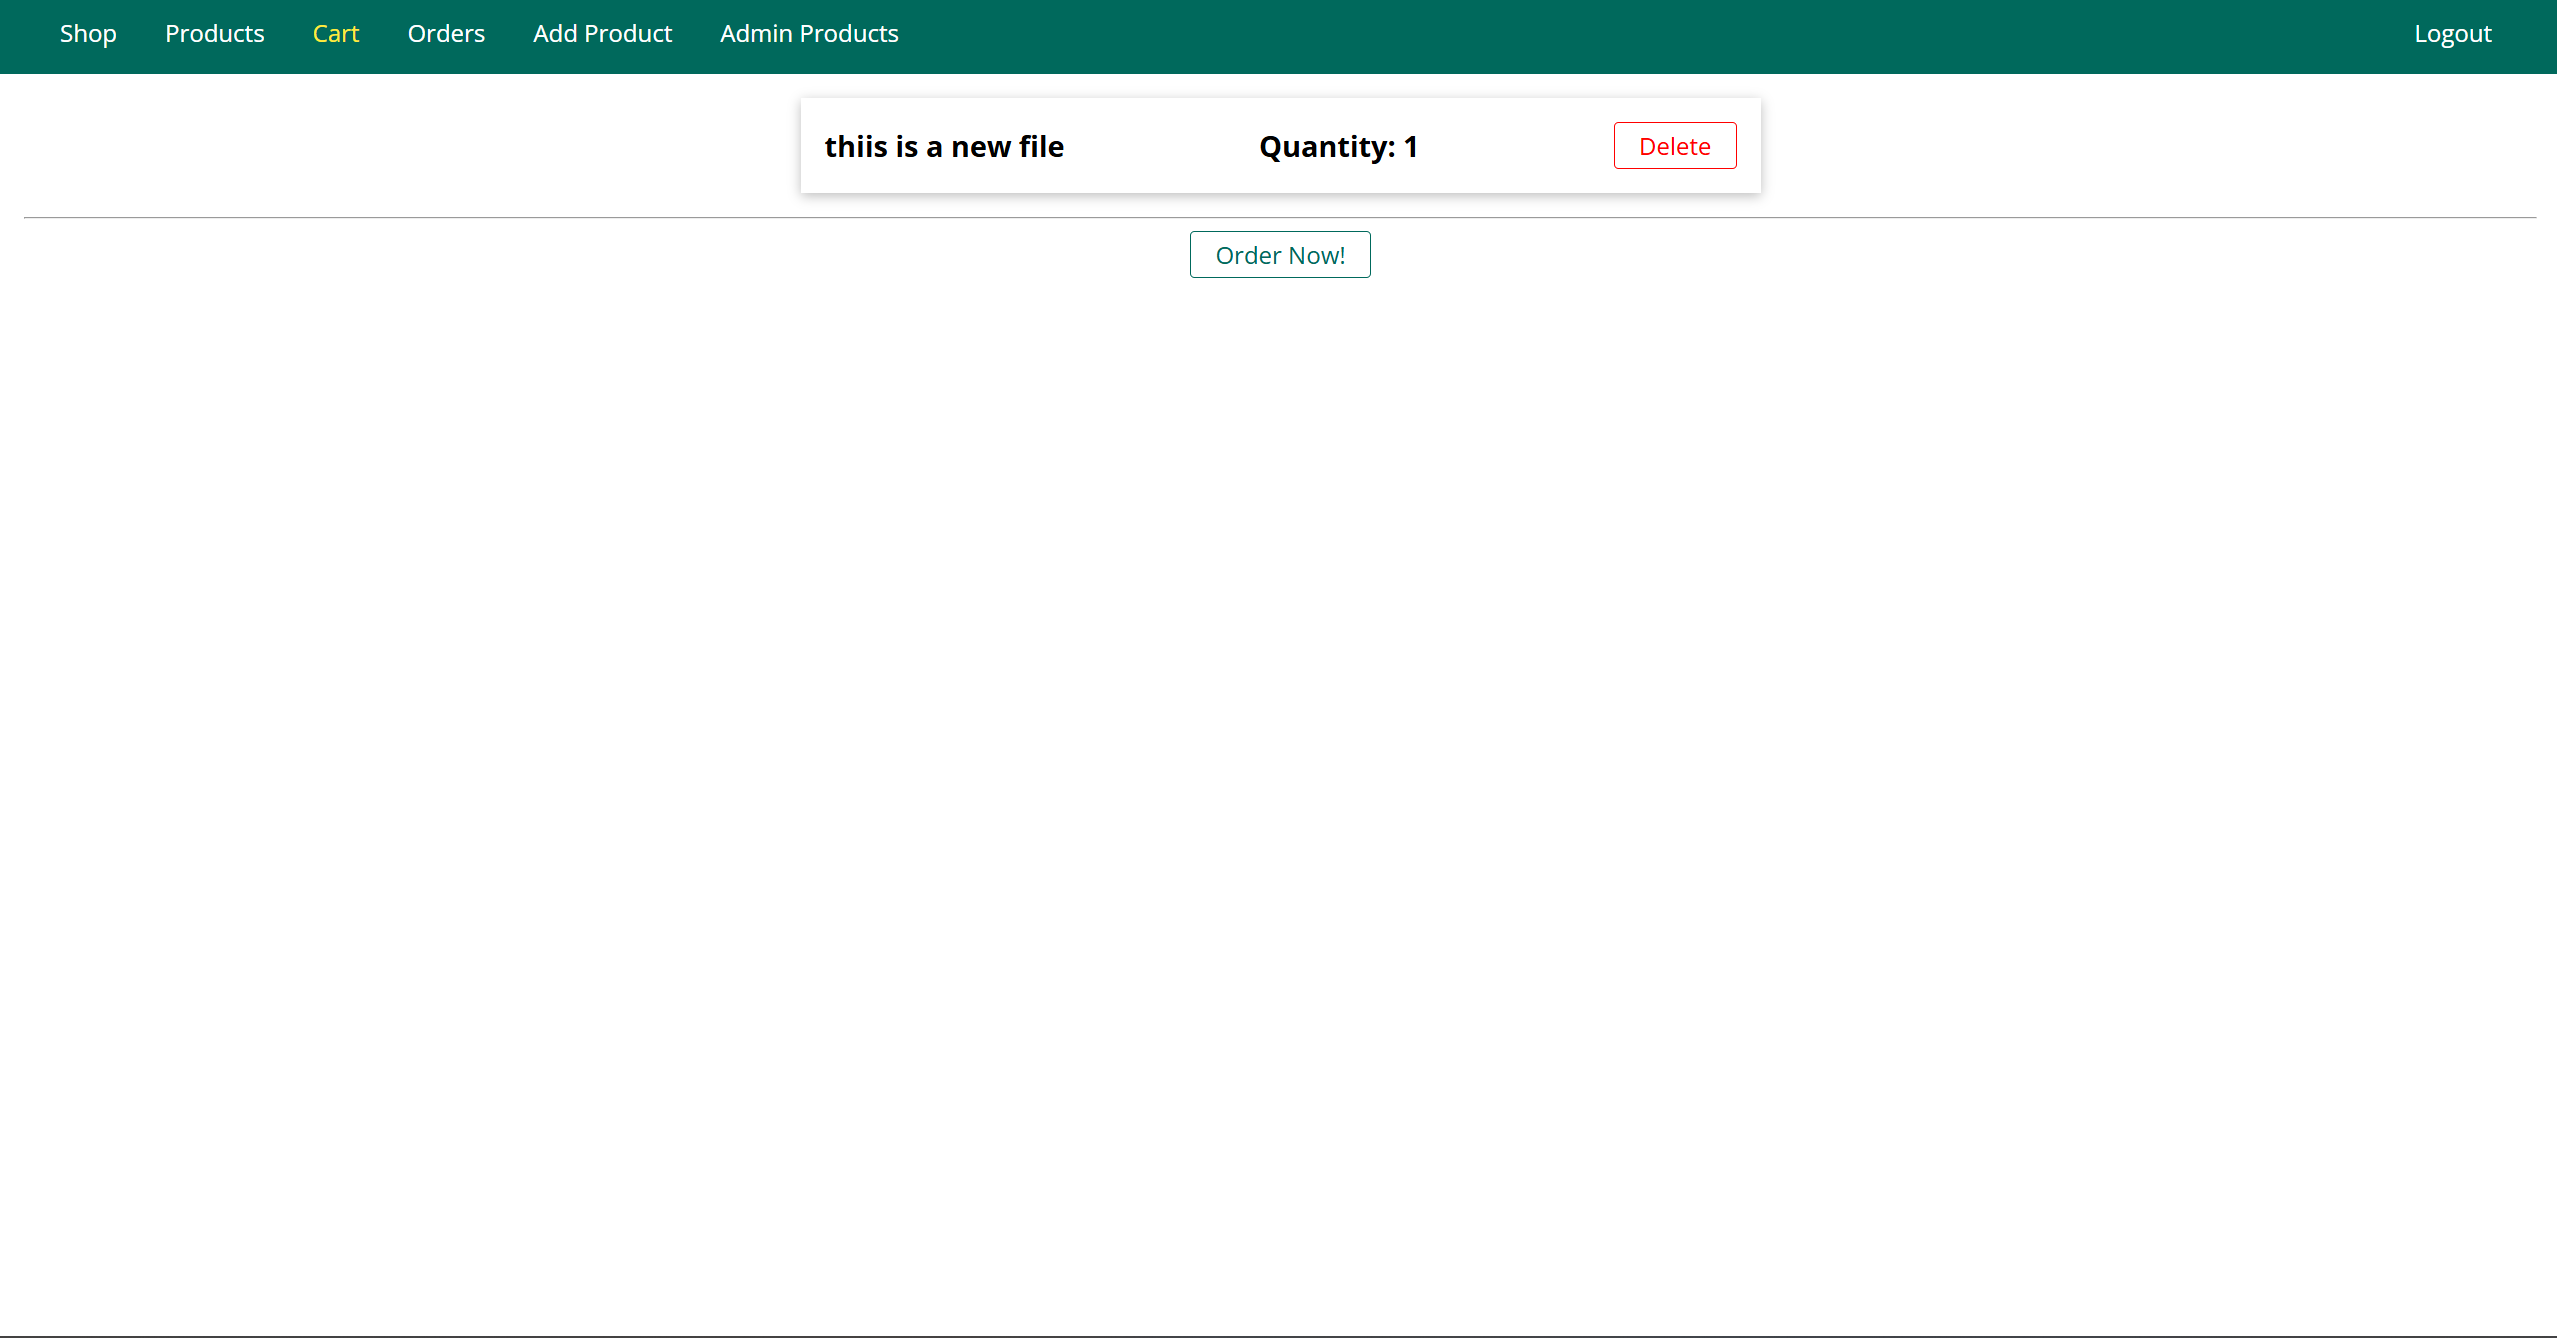 Shop Products Cart Orders Add Product Admin Products Logout
thiis is a new file Quantity: 1 Delete
Order Now!